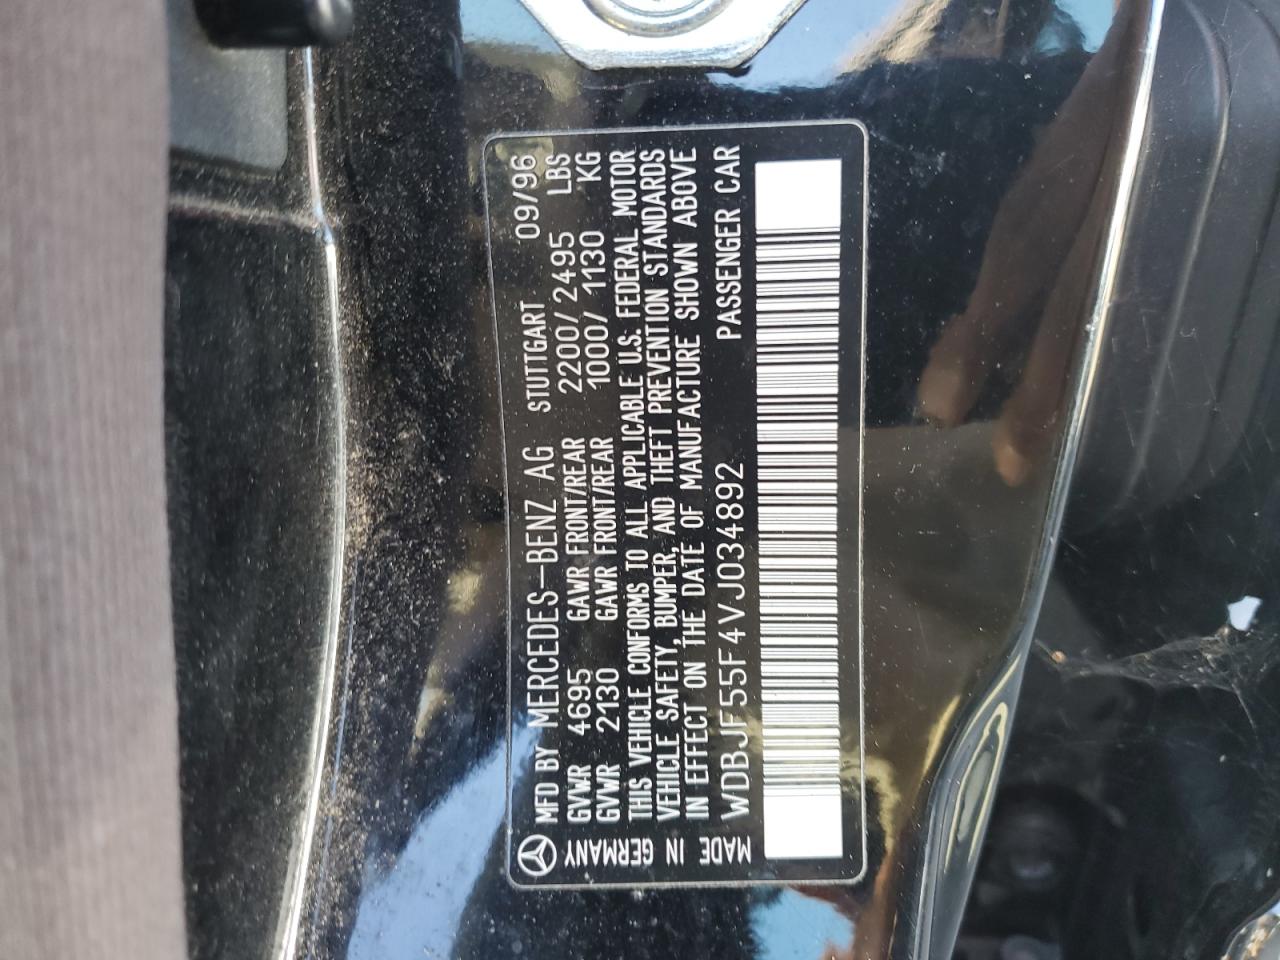 MFD BY MERCEDES-BENZ AG STUTTGART 09/96
GVWR 4695 GAWR FRONT/REAR 2200/2495 LBS
GVWR 2130 GAWR FRONT/REAR 1000/1130 KG
THIS VEHICLE CONFORMS TO ALL APPLICABLE U.S. FEDERAL MOTOR
VEHICLE SAFETY, BUMPER, AND THEFT PREVENTION STANDARDS
IN EFFECT ON THE DATE OF MANUFACTURE SHOWN ABOVE
WDBJF55F4VJ034892 PASSENGER CAR
MADE IN GERMANY